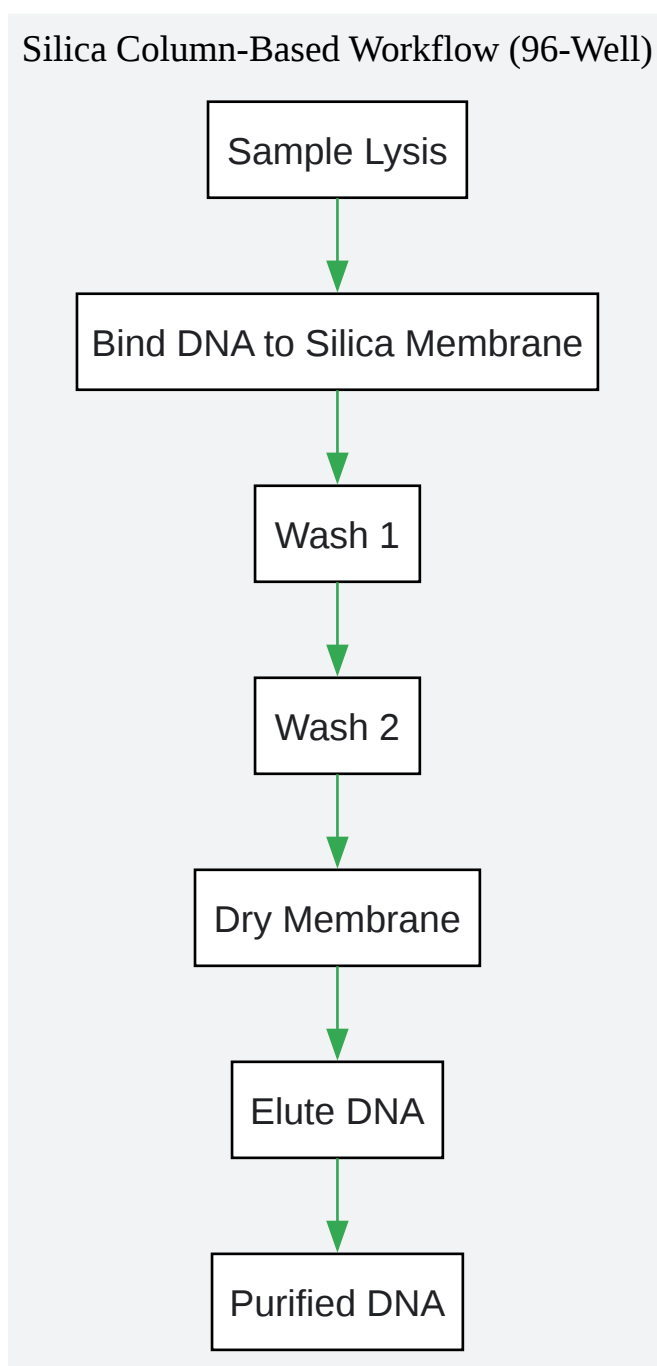 Silica Column-Based Workflow (96-Well)
Sample Lysis
Bind DNA to Silica Membrane
Wash 1
Wash 2
Dry Membrane
Elute DNA
Purified DNA